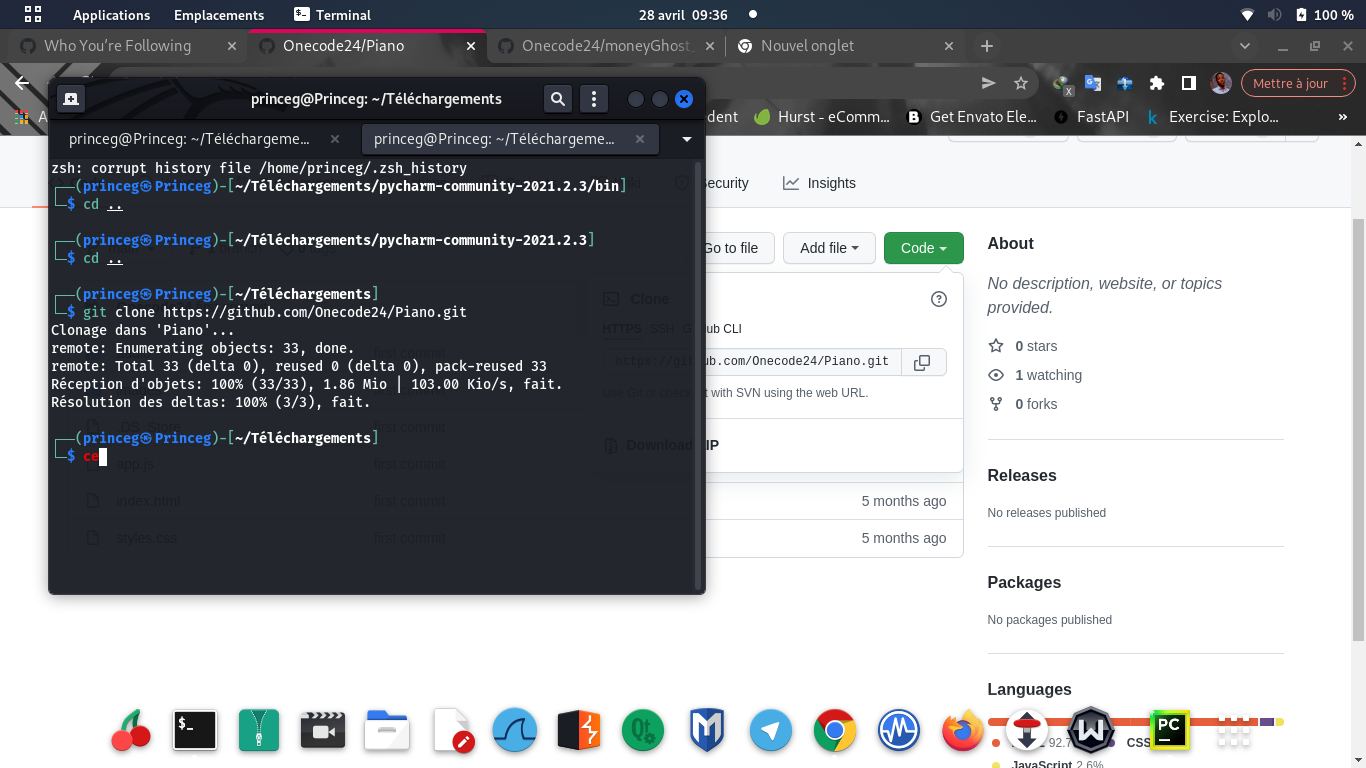 Applications Emplacements Terminal 28 avril 09:36 100 %
Who You're Following Onecode24/Piano Onecode24/moneyGhost Nouvel onglet
Mettre à jour
princeg@Princeg: ~/Téléchargements
dent Hurst - eComm... Get Envato Ele... FastAPI Exercise: Explo... »
princeg@Princeg: ~/Téléchargeme... princeg@Princeg: ~/Téléchargeme...
zsh: corrupt history file /home/princeg/.zsh_history
┌──(princeg㉿Princeg)-[~/Téléchargements/pycharm-community-2021.2.3/bin]
└─$ cd ..
┌──(princeg㉿Princeg)-[~/Téléchargements/pycharm-community-2021.2.3]
└─$ cd ..
┌──(princeg㉿Princeg)-[~/Téléchargements]
└─$ git clone https://github.com/Onecode24/Piano.git
Clonage dans 'Piano'...
remote: Enumerating objects: 33, done.
remote: Total 33 (delta 0), reused 0 (delta 0), pack-reused 33
Réception d'objets: 100% (33/33), 1.86 Mio | 103.00 Kio/s, fait.
Résolution des deltas: 100% (3/3), fait.
┌──(princeg㉿Princeg)-[~/Téléchargements]
└─$ ce
Security Insights
Go to file Add file Code
Clone
HTTPS SSH GitHub CLI
https://github.com/Onecode24/Piano.git
Use Git or checkout with SVN using the web URL.
Download ZIP
.DS_Store first commit
app.js first commit
index.html first commit 5 months ago
styles.css first commit 5 months ago
About
No description, website, or topics
provided.
0 stars
1 watching
0 forks
Releases
No releases published
Packages
No packages published
Languages
92.7 CSS
JavaScript 2.6%
$_
PC